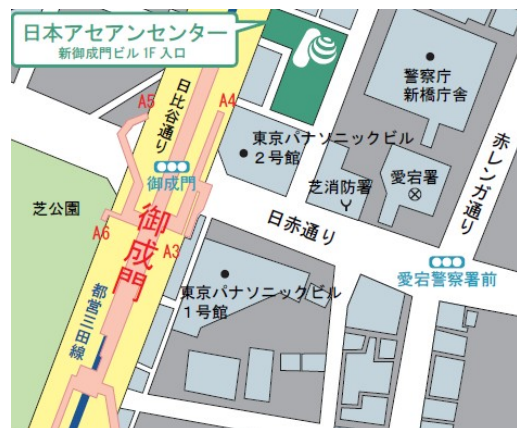 日本アセアンセンター
新御成門ビル 1F 入口
A5
日比谷通り
A4
警察庁
新橋庁舎
赤レンガ通り
東京パナソニックビル
2号館
御成門
芝消防署
愛宕署
芝公園
A6
御成門
A3
日赤通り
愛宕警察署前
東京パナソニックビル
1号館
都営三田線